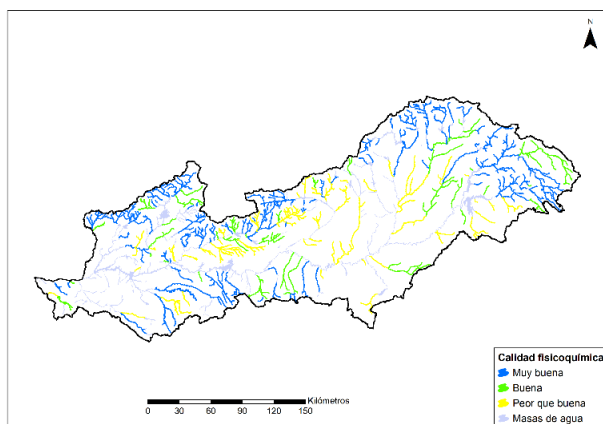 N
Calidad fisicoquímica
Muy buena
Buena
Peor que buena
Masas de agua
Kilómetros
0 30 60 90 120 150